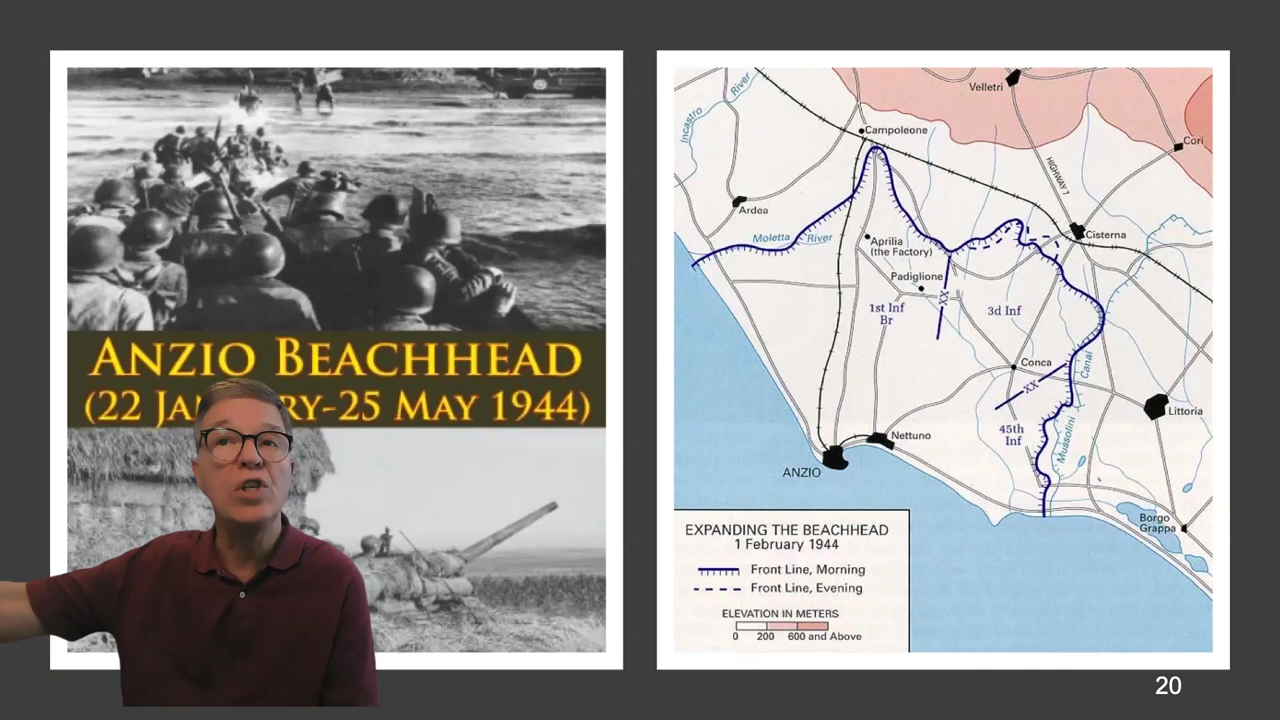 ANZIO BEACHHEAD
(22 JA RY-25 MAY 1944)
Incastro
River
Velletri
Campoleone
Cori
HIGHWAY 7
Ardea
Moletta
River
Aprilia
(the Factory)
Cisterna
Padiglione
XX
1st Inf
Br
3d Inf
Conca
XX
Canal
Mussolini
Littoria
45th
Inf
Nettuno
ANZIO
Borgo
Grappa
EXPANDING THE BEACHHEAD
1 February 1944
Front Line, Morning
Front Line, Evening
ELEVATION IN METERS
0 200 600 and Above
20